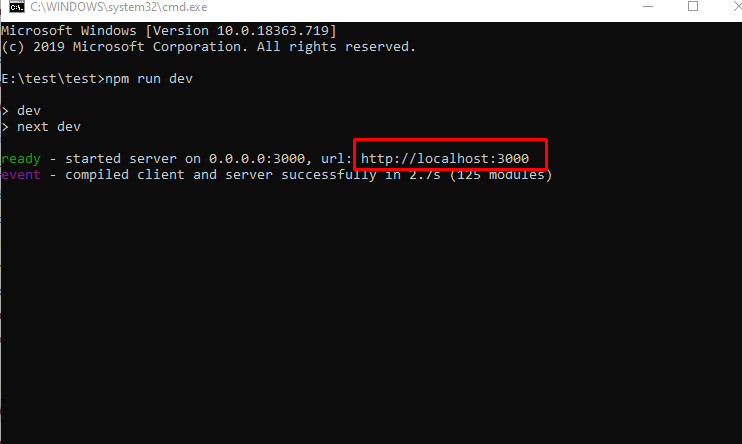 C:\WINDOWS\system32\cmd.exe
Microsoft Windows [Version 10.0.18363.719]
(c) 2019 Microsoft Corporation. All rights reserved.
E:\test\test>npm run dev
> dev
> next dev
ready - started server on 0.0.0.0:3000, url: http://localhost:3000
event - compiled client and server successfully in 2.7s (125 modules)